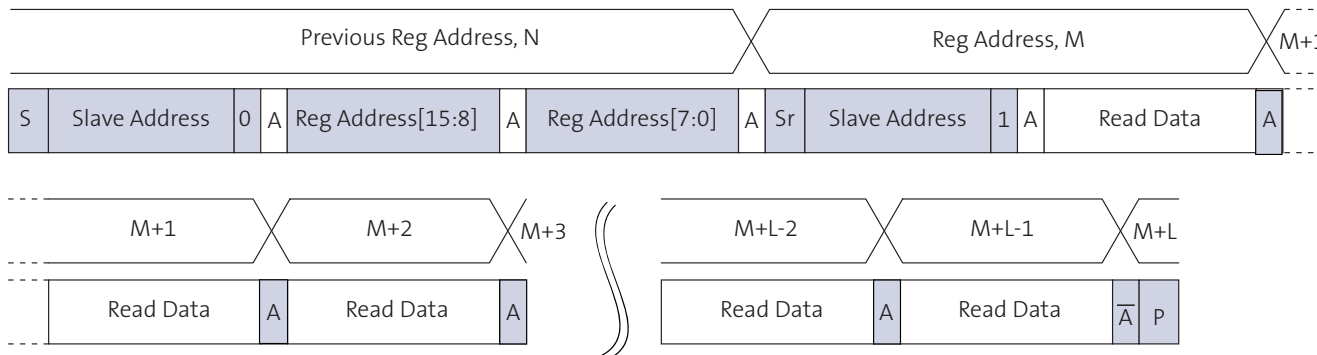 Previous Reg Address, N Reg Address, M M+1
S Slave Address 0 A Reg Address[15:8] A Reg Address[7:0] A Sr Slave Address 1 A Read Data A
M+1 M+2 M+3 M+L-2 M+L-1 M+L
Read Data A Read Data A Read Data A Read Data A̅ P